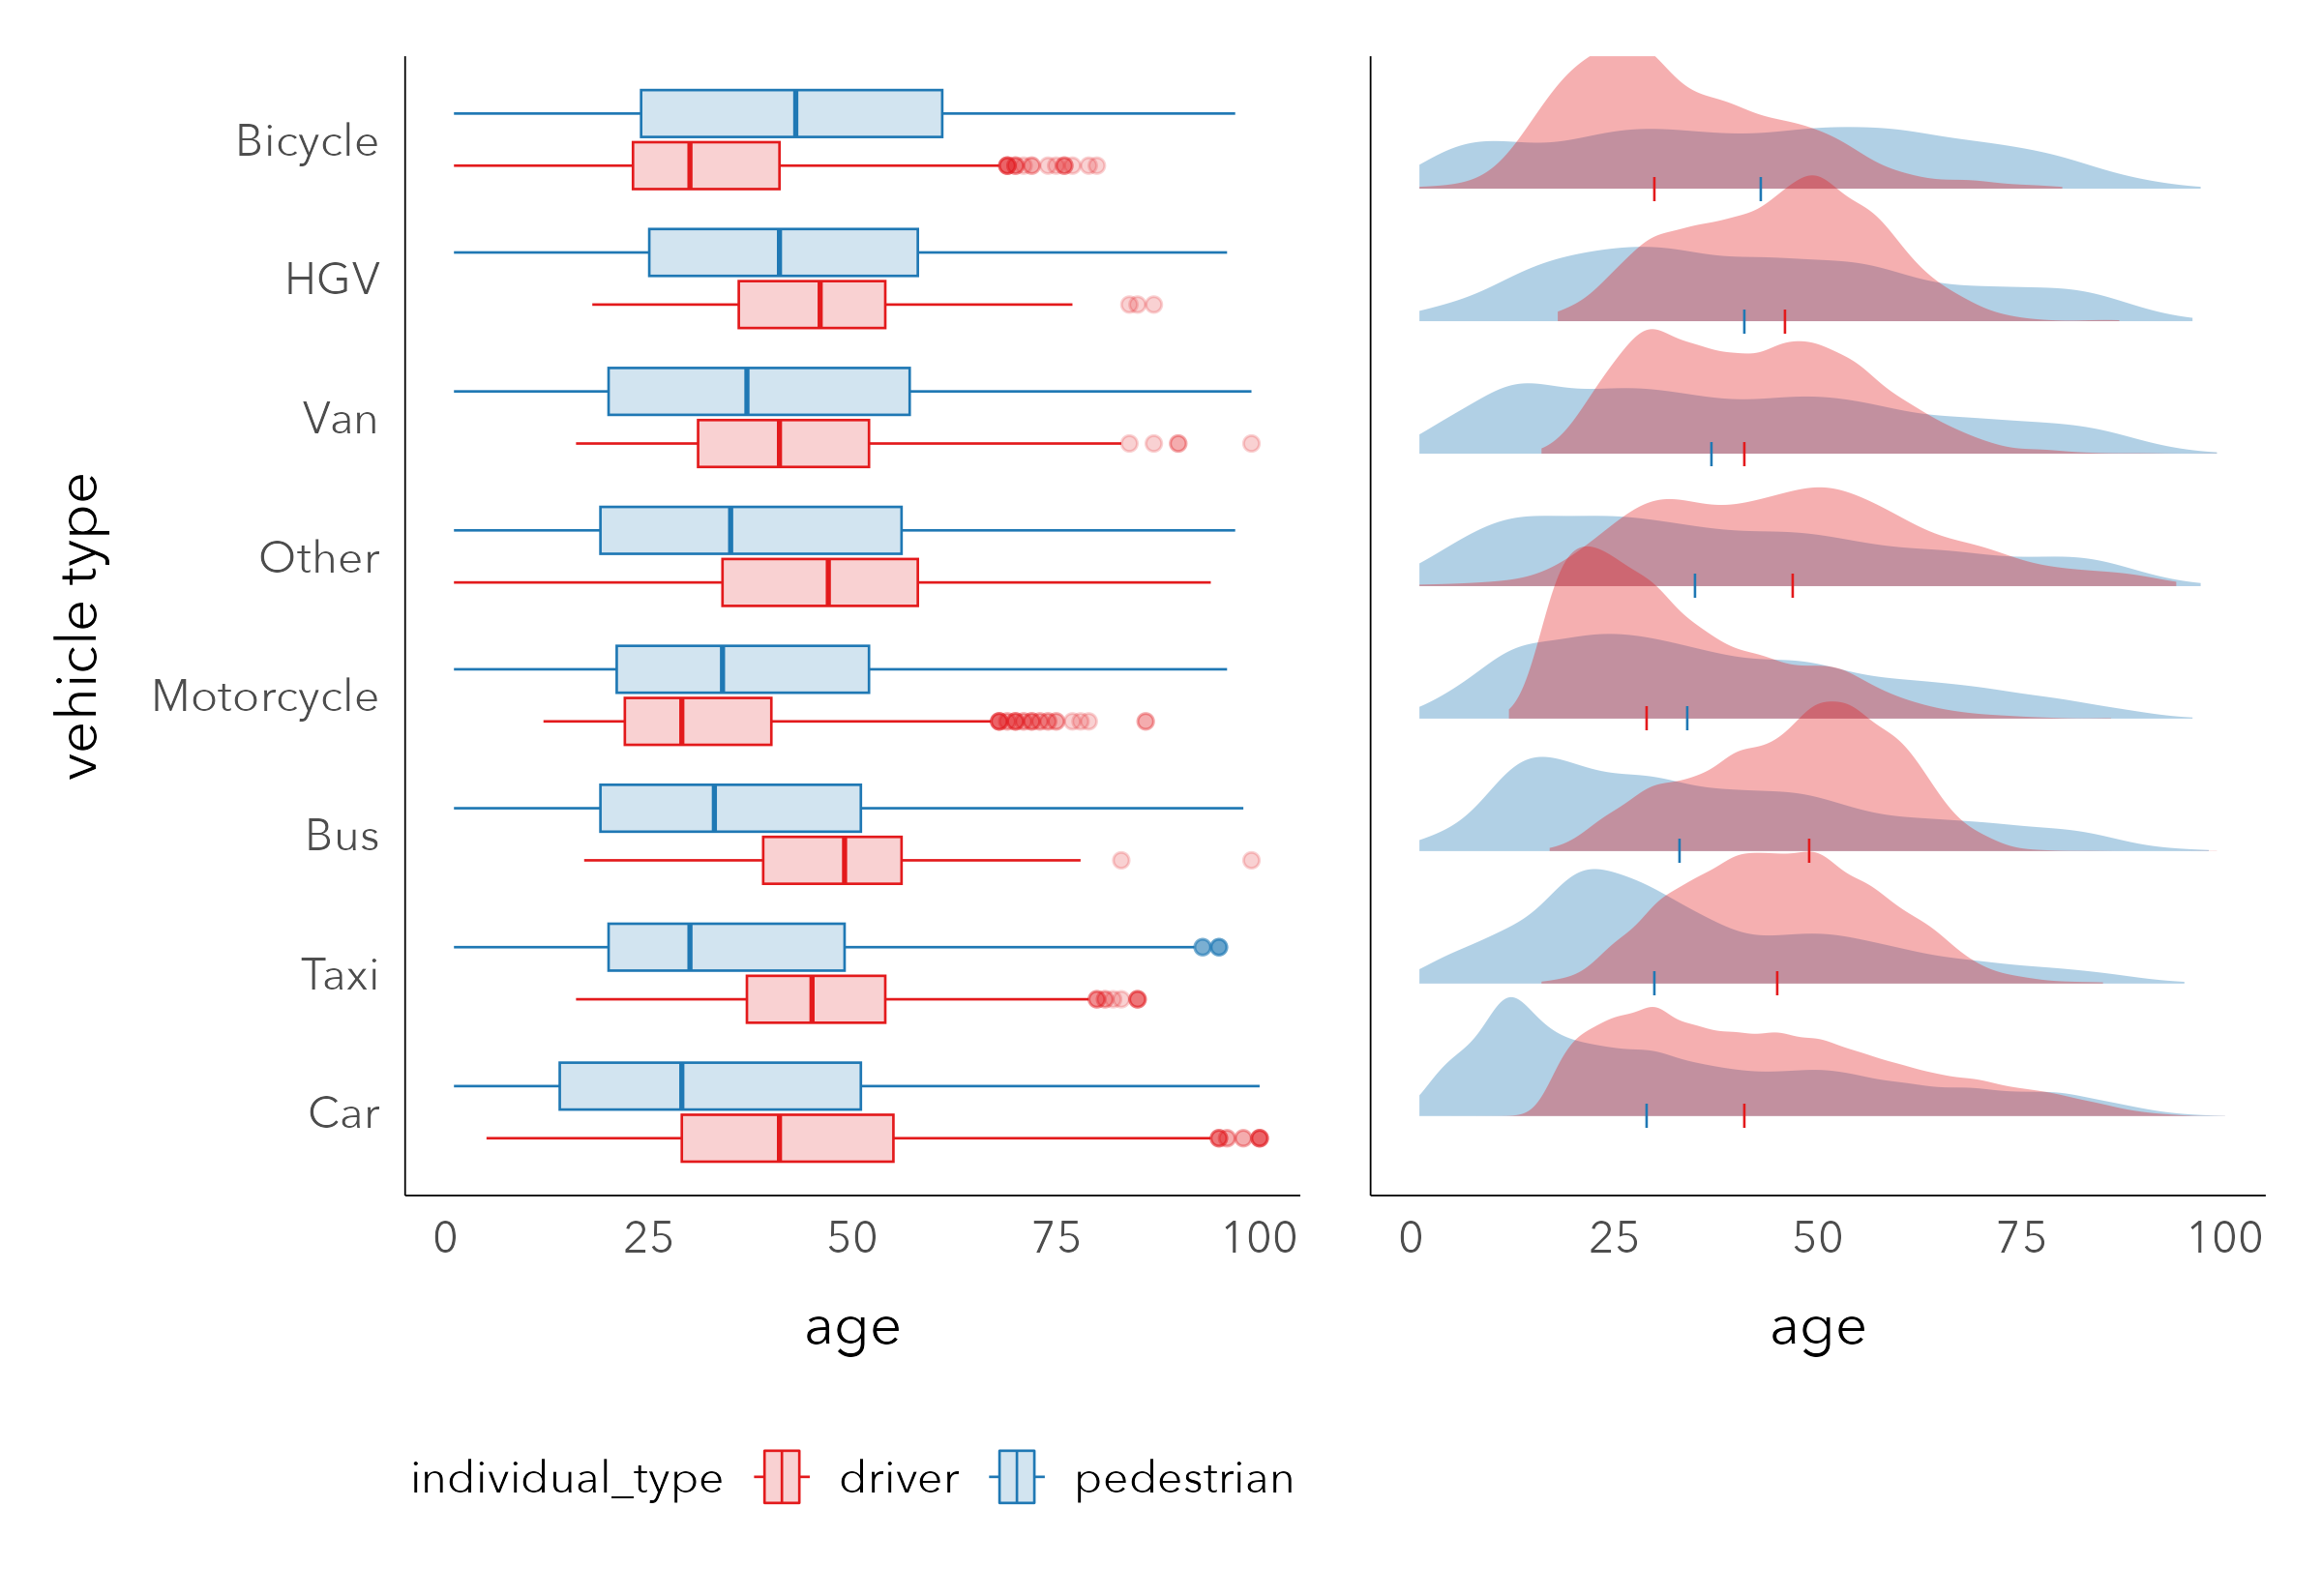 vehicle type
Bicycle
HGV
Van
Other
Motorcycle
Bus
Taxi
Car
0 25 50 75 100
0 25 50 75 100
age
age
individual_type driver pedestrian